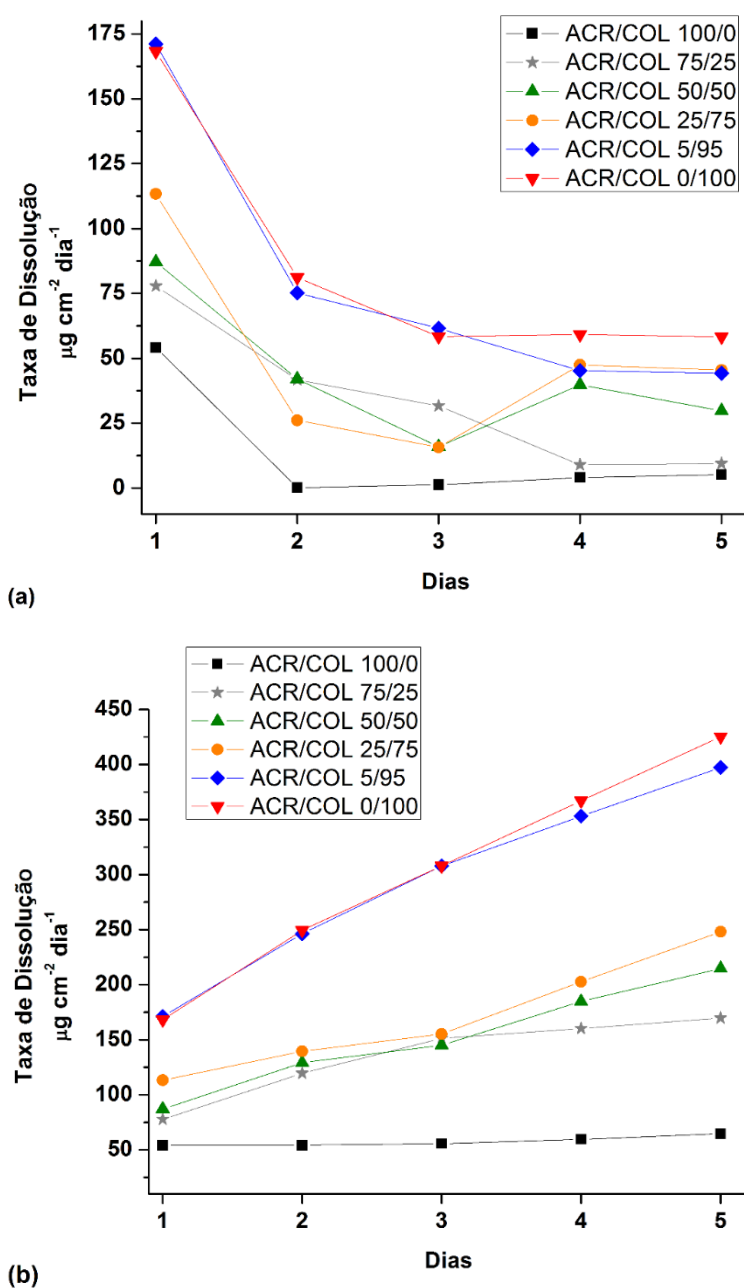 175
150
125
100
75
50
25
0
Taxa de Dissolução
µg cm-2 dia-1
ACR/COL 100/0
ACR/COL 75/25
ACR/COL 50/50
ACR/COL 25/75
ACR/COL 5/95
ACR/COL 0/100
1 2 3 4 5
Dias
(a)
ACR/COL 100/0
ACR/COL 75/25
ACR/COL 50/50
ACR/COL 25/75
ACR/COL 5/95
ACR/COL 0/100
450
400
350
300
250
200
150
100
50
Taxa de Dissolução
µg cm-2 dia-1
1 2 3 4 5
Dias
(b)